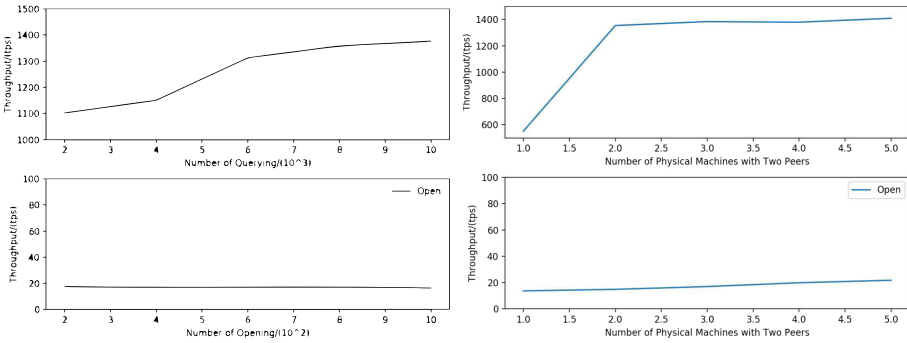 1500
1400
1300
1200
1100
1000
Throughput/(tps)
2 3 4 5 6 7 8 9 10
Number of Querying/(10^3)
1400
1200
1000
800
600
Throughput/(tps)
1.0 1.5 2.0 2.5 3.0 3.5 4.0 4.5 5.0
Number of Physical Machines with Two Peers
100
80
60
40
20
0
Throughput/(tps)
Open
2 3 4 5 6 7 8 9 10
Number of Opening/(10^2)
100
80
60
40
20
0
Throughput/(tps)
Open
1.0 1.5 2.0 2.5 3.0 3.5 4.0 4.5 5.0
Number of Physical Machines with Two Peers